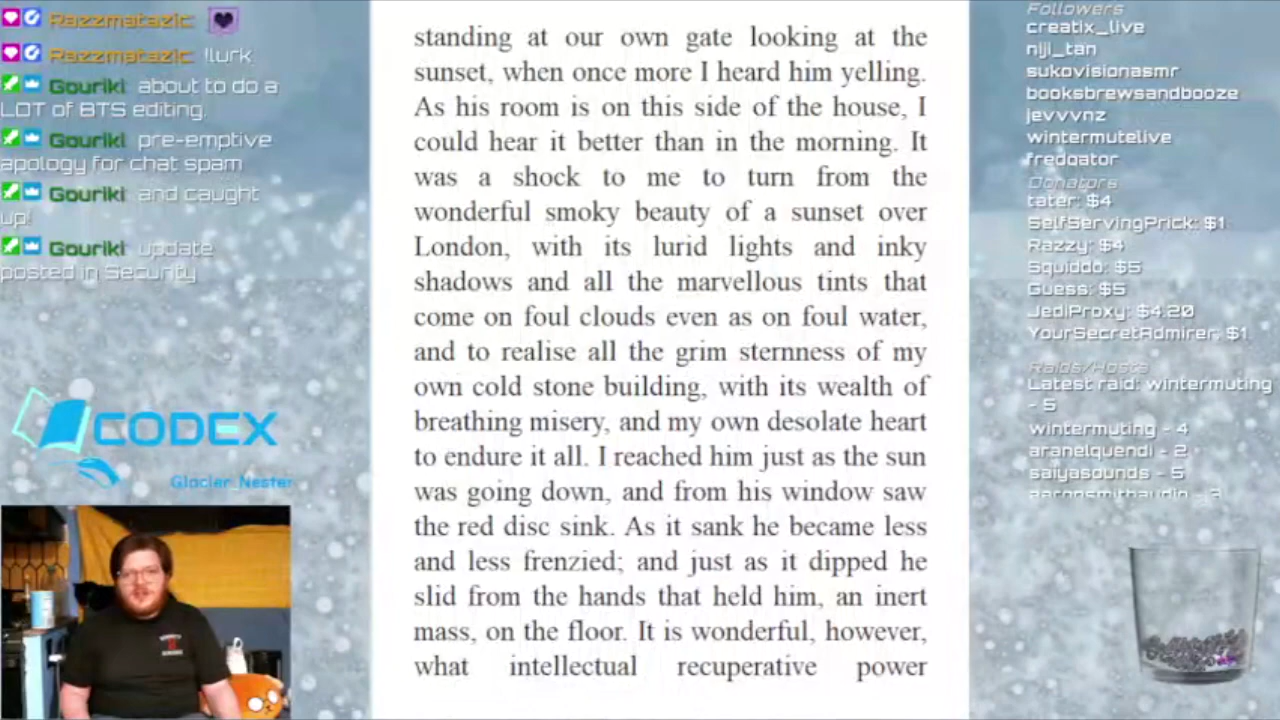 Razzmatazic:
Razzmatazic: !lurk
Gouriki: about to do a
LOT of BTS editing.
Gouriki: pre-emptive
apology for chat spam
Gouriki: and caught
up!
Gouriki: update
posted in Security
CODEX
Glacier_Nester
standing at our own gate looking at the
sunset, when once more I heard him yelling.
As his room is on this side of the house, I
could hear it better than in the morning. It
was a shock to me to turn from the
wonderful smoky beauty of a sunset over
London, with its lurid lights and inky
shadows and all the marvellous tints that
come on foul clouds even as on foul water,
and to realise all the grim sternness of my
own cold stone building, with its wealth of
breathing misery, and my own desolate heart
to endure it all. I reached him just as the sun
was going down, and from his window saw
the red disc sink. As it sank he became less
and less frenzied; and just as it dipped he
slid from the hands that held him, an inert
mass, on the floor. It is wonderful, however,
what intellectual recuperative power
Followers
creatix_live
niji_tan
sukovisionasmr
booksbrewsandbooze
jevvvnz
wintermutelive
fredgator
Donators
tater: $4
SelfServingPrick: $1
Razzy: $4
Squiddo: $5
Guess: $5
JediProxy: $4.20
YourSecretAdmirer: $1
Raids/Hosts
Latest raid: wintermuting
- 5
wintermuting - 4
aranelquendi - 2
saiyasounds - 5